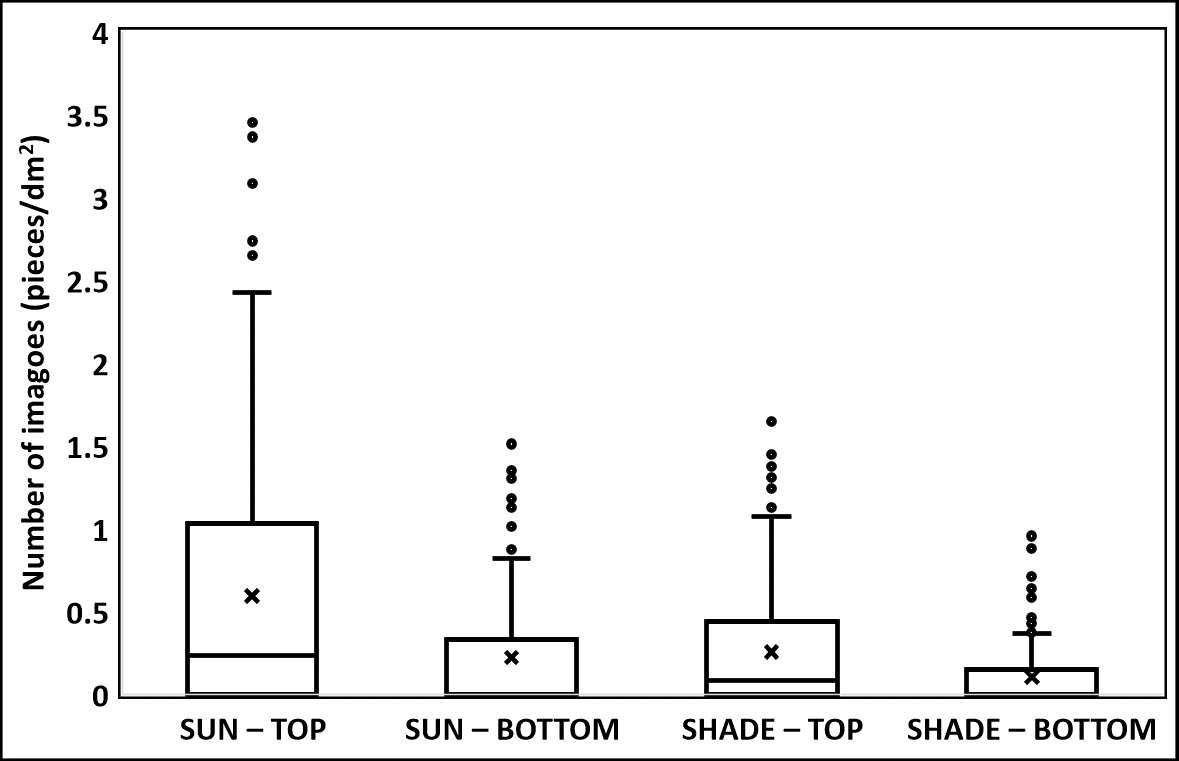 Number of imagoes (pieces/dm²)
4
3.5
3
2.5
2
1.5
1
0.5
0
SUN – TOP
SUN – BOTTOM
SHADE – TOP
SHADE – BOTTOM